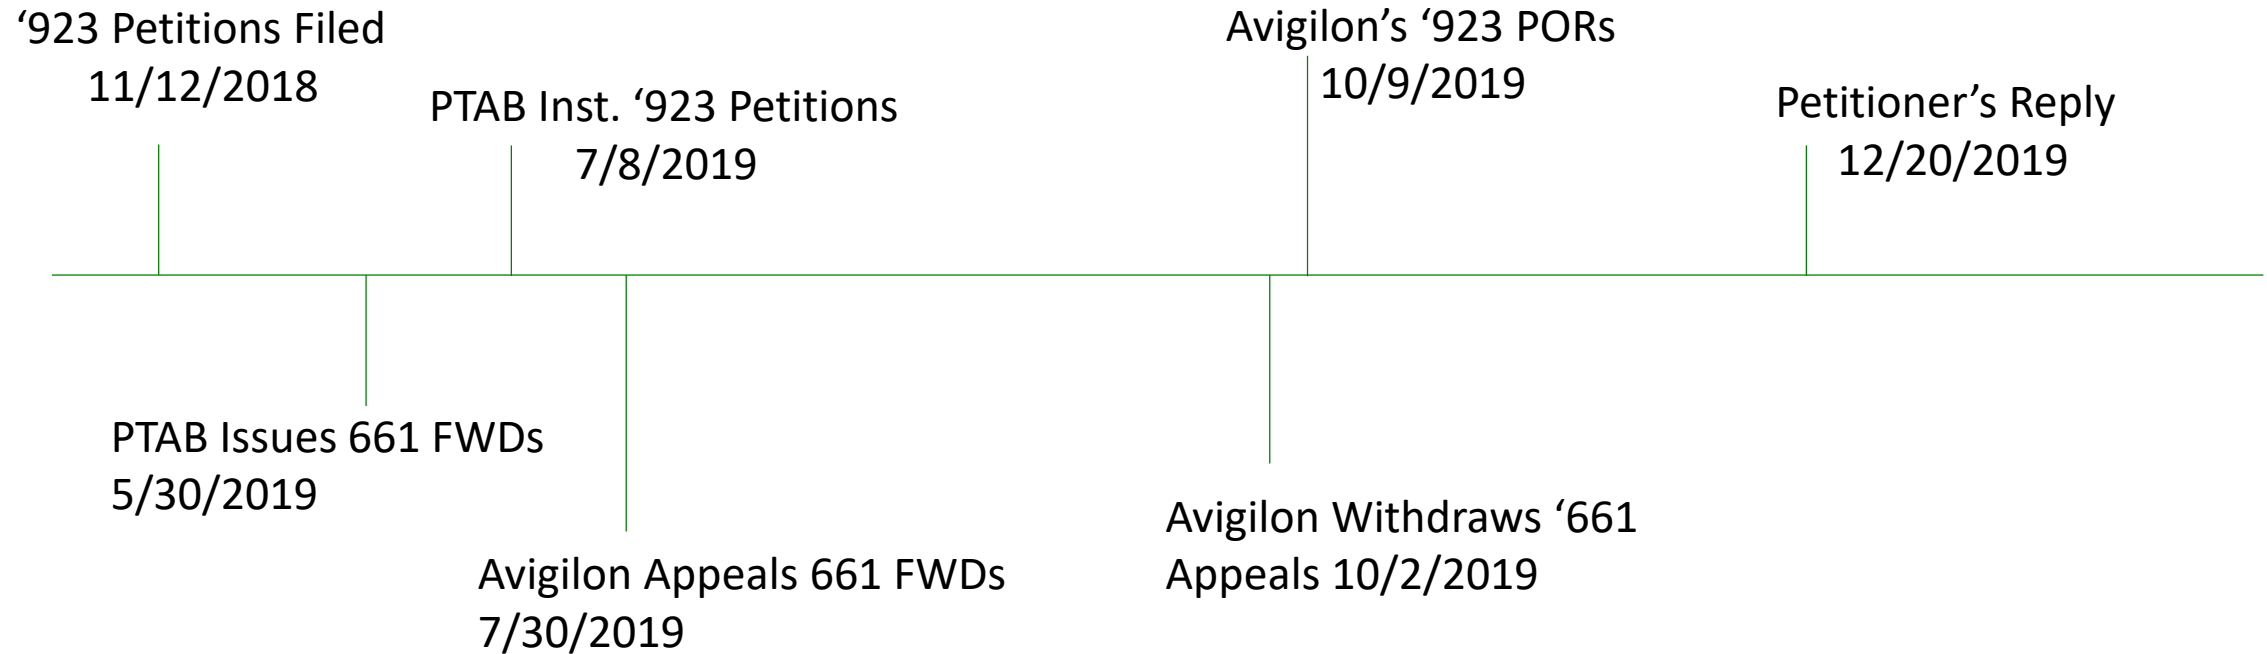 ‘923 Petitions Filed
11/12/2018
PTAB Inst. ‘923 Petitions
7/8/2019
Avigilon’s ‘923 PORs
10/9/2019
Petitioner’s Reply
12/20/2019
PTAB Issues 661 FWDs
5/30/2019
Avigilon Appeals 661 FWDs
7/30/2019
Avigilon Withdraws ‘661
Appeals 10/2/2019